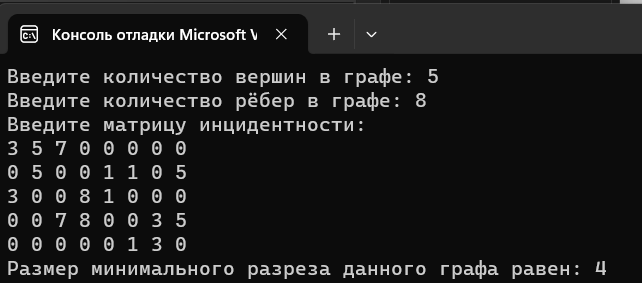 Консоль отладки Microsoft V
Введите количество вершин в графе: 5
Введите количество рёбер в графе: 8
Введите матрицу инцидентности:
3 5 7 0 0 0 0 0
0 5 0 0 1 1 0 5
3 0 0 8 1 0 0 0
0 0 7 8 0 0 3 5
0 0 0 0 0 1 3 0
Размер минимального разреза данного графа равен: 4